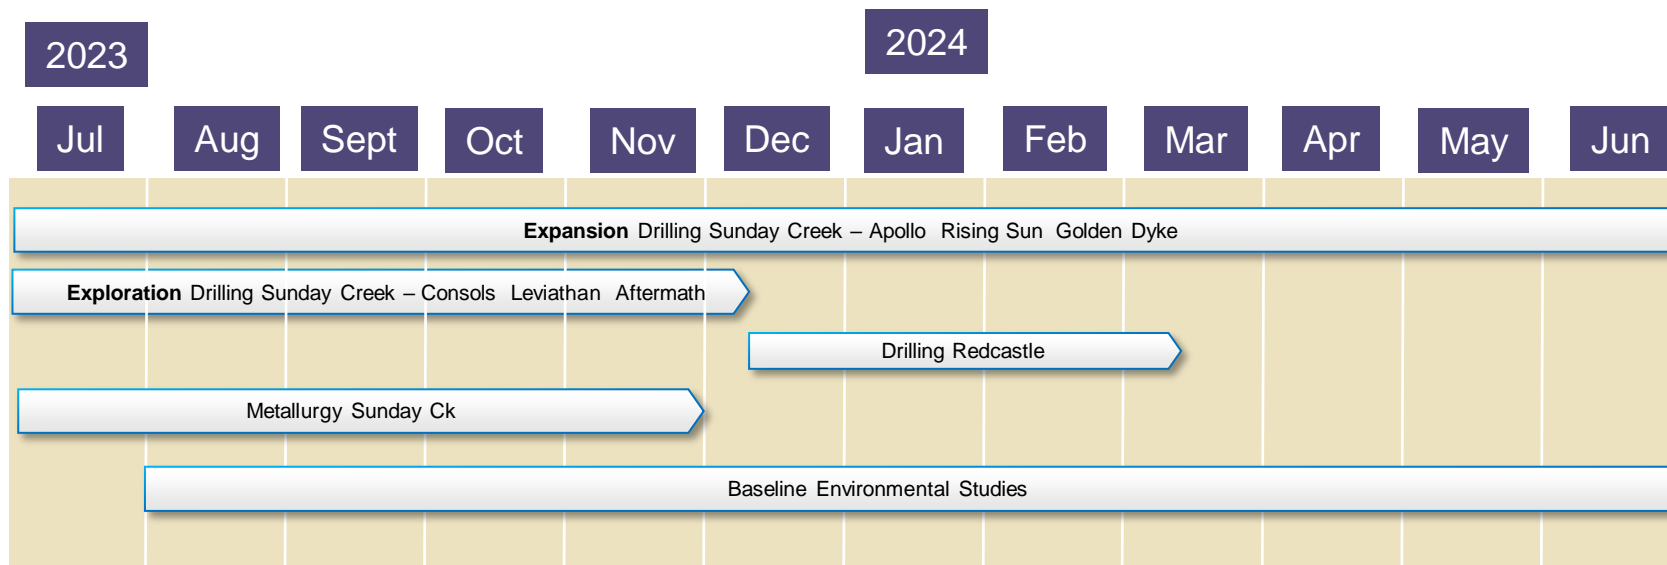 2023
2024
Jul
Aug
Sept
Oct
Nov
Dec
Jan
Feb
Mar
Apr
May
Jun
Expansion Drilling Sunday Creek – Apollo Rising Sun Golden Dyke
Exploration Drilling Sunday Creek – Consols Leviathan Aftermath
Drilling Redcastle
Metallurgy Sunday Ck
Baseline Environmental Studies